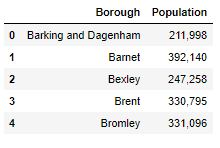 Borough Population
0 Barking and Dagenham 211,998
1 Barnet 392,140
2 Bexley 247,258
3 Brent 330,795
4 Bromley 331,096